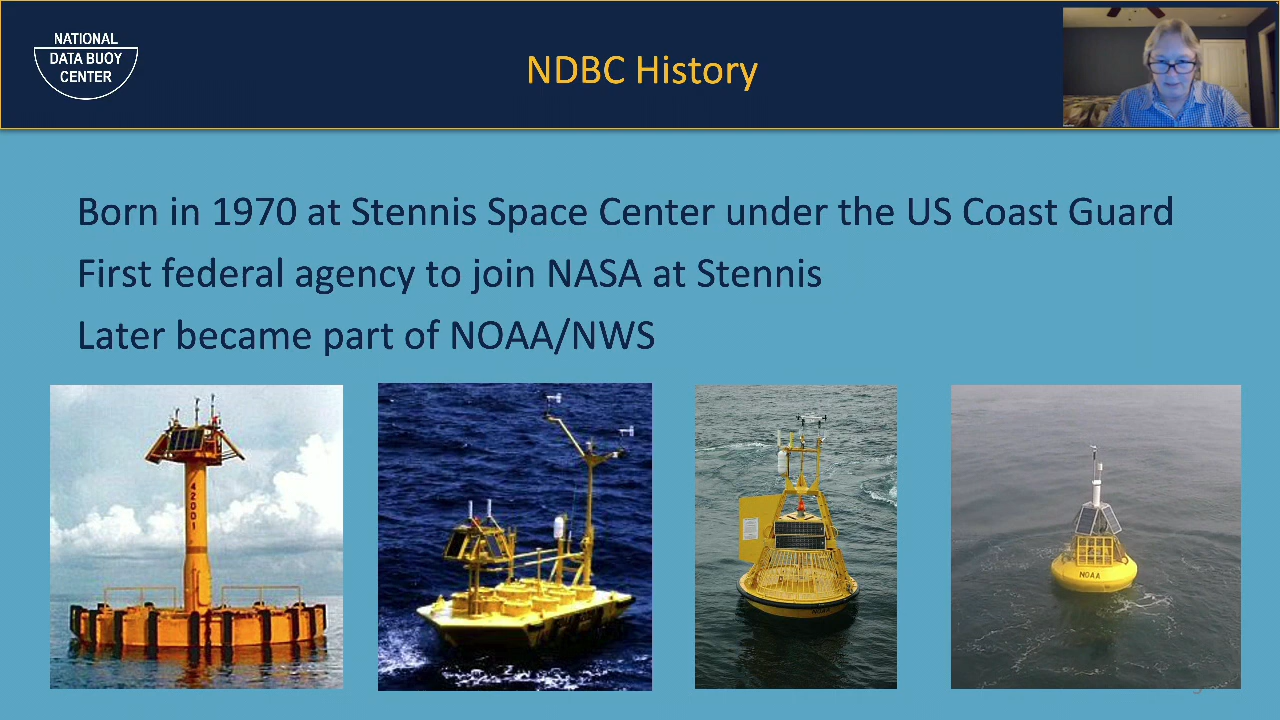 NATIONAL
DATA BUOY
CENTER
NDBC History
Born in 1970 at Stennis Space Center under the US Coast Guard
First federal agency to join NASA at Stennis
Later became part of NOAA/NWS
42001
NOAA